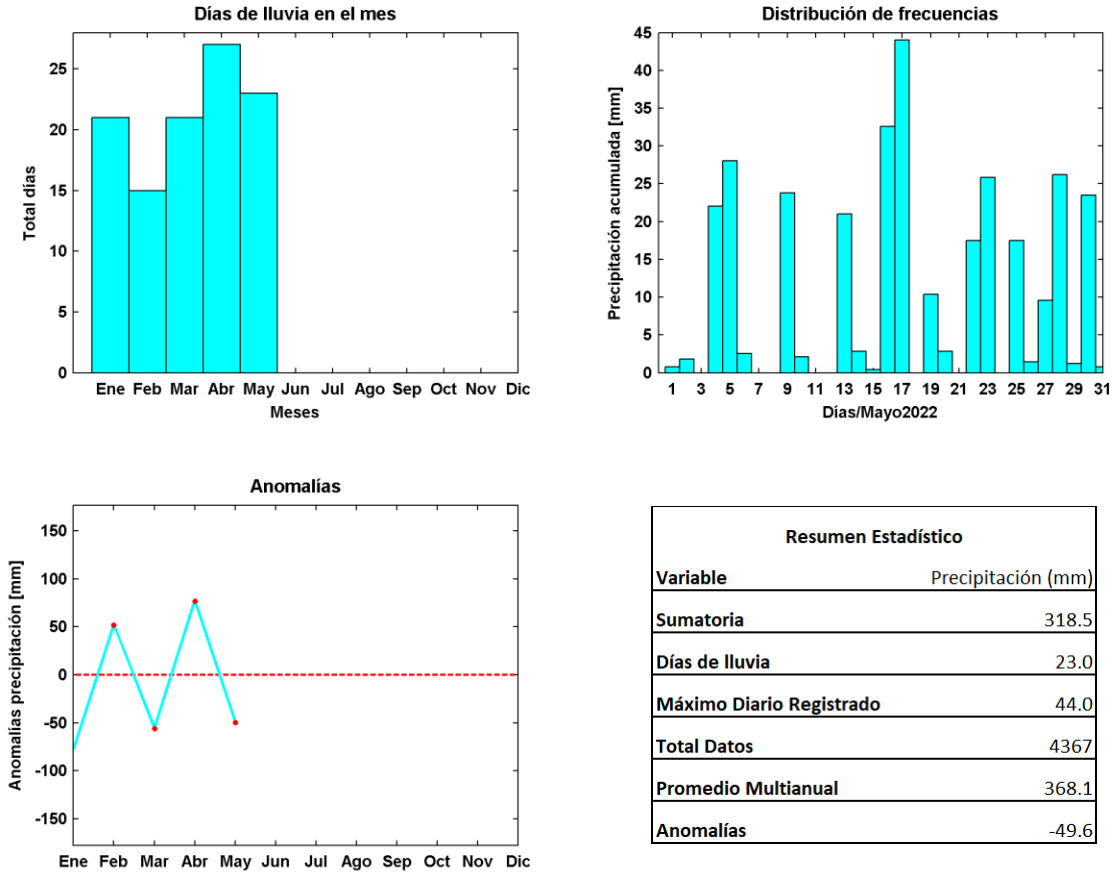 Días de lluvia en el mes
Total días
25
20
15
10
5
0
Ene Feb Mar Abr May Jun Jul Ago Sep Oct Nov Dic
Meses
Distribución de frecuencias
Precipitación acumulada [mm]
45
40
35
30
25
20
15
10
5
0
1 3 5 7 9 11 13 15 17 19 21 23 25 27 29 31
Días/Mayo2022
Anomalías
Anomalías precipitación [mm]
150
100
50
0
-50
-100
-150
Ene Feb Mar Abr May Jun Jul Ago Sep Oct Nov Dic
Resumen Estadístico
Variable Precipitación (mm)
Sumatoria 318.5
Días de lluvia 23.0
Máximo Diario Registrado 44.0
Total Datos 4367
Promedio Multianual 368.1
Anomalías -49.6